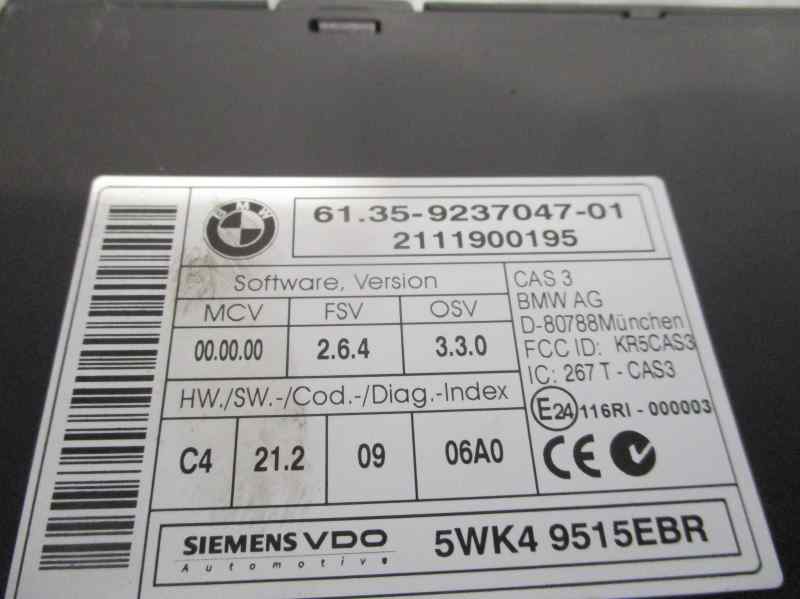 BMW
61.35-9237047-01
2111900195
Software, Version
MCV FSV OSV
00.00.00 2.6.4 3.3.0
HW./SW.-/Cod.-/Diag.-Index
C4 21.2 09 06A0
CAS 3
BMW AG
D-80788München
FCC ID: KR5CAS3
IC: 267 T - CAS3
E24 116RI - 000003
CE
SIEMENS VDO
Automotive
5WK4 9515EBR